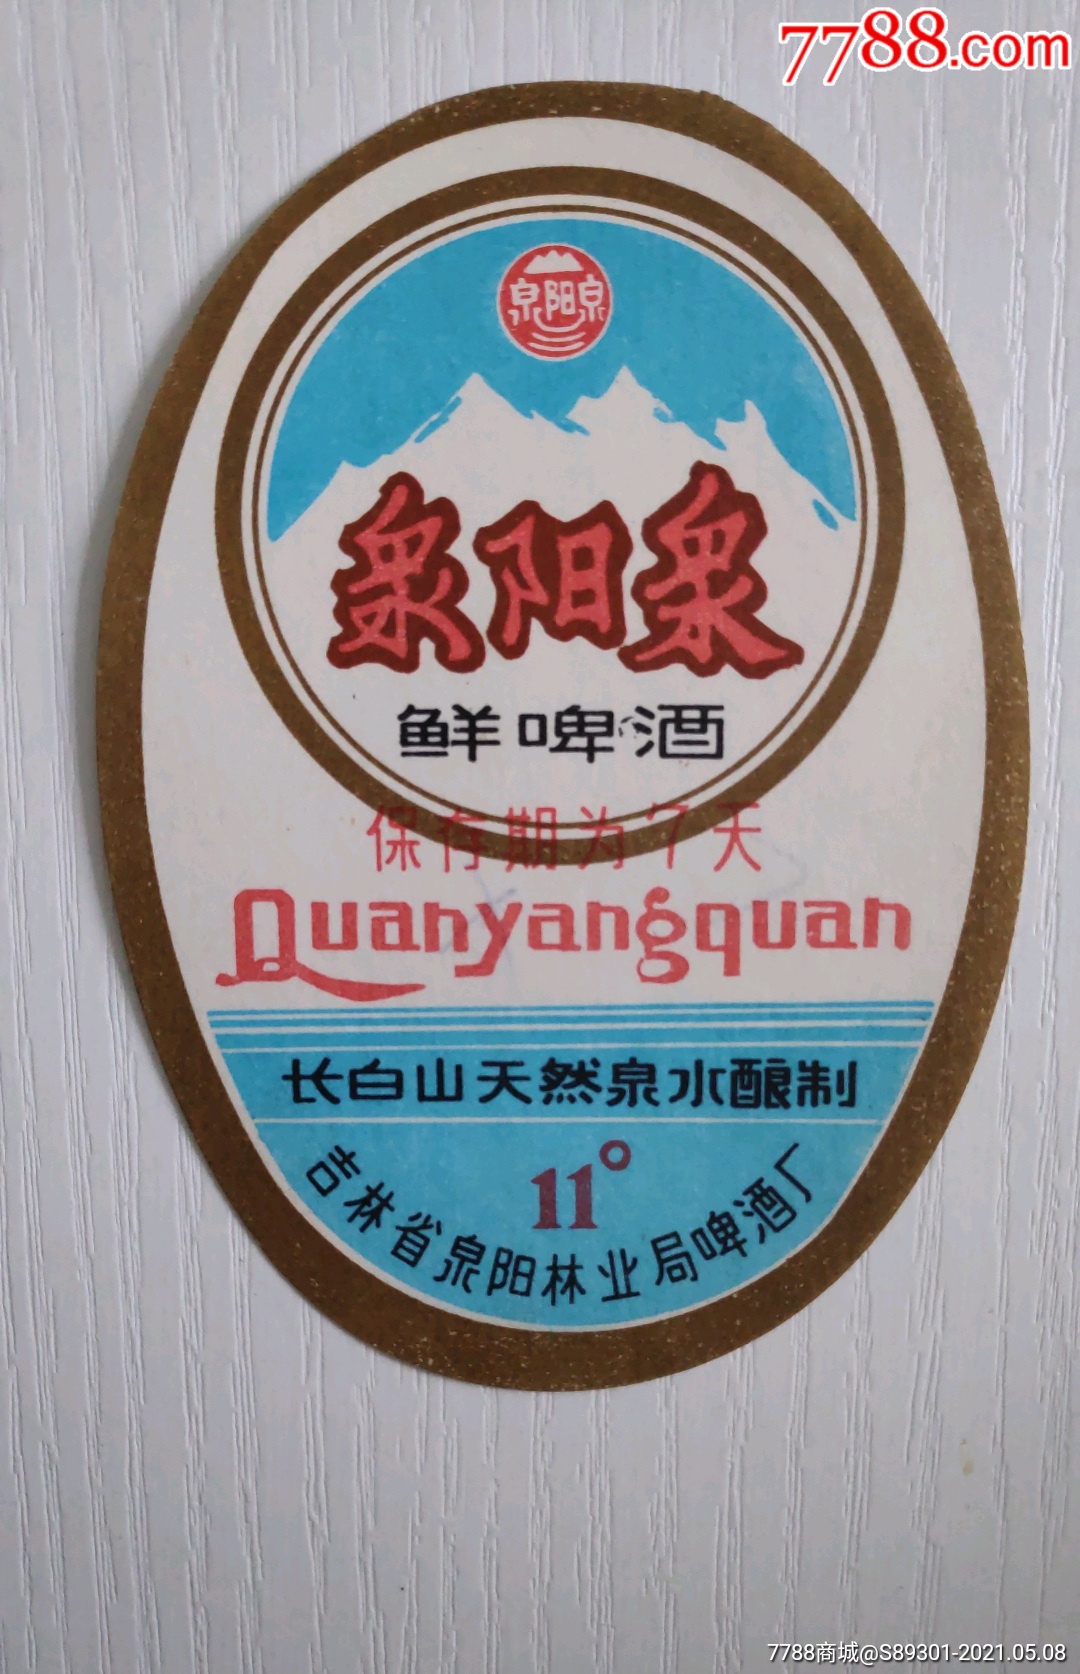 7788.com
泉阳泉
泉阳泉
鲜啤酒
保存期为7天
Quanyangquan
长白山天然泉水酿制
11°
吉林省泉阳林业局啤酒厂
7788商城@S89301-2021.05.08